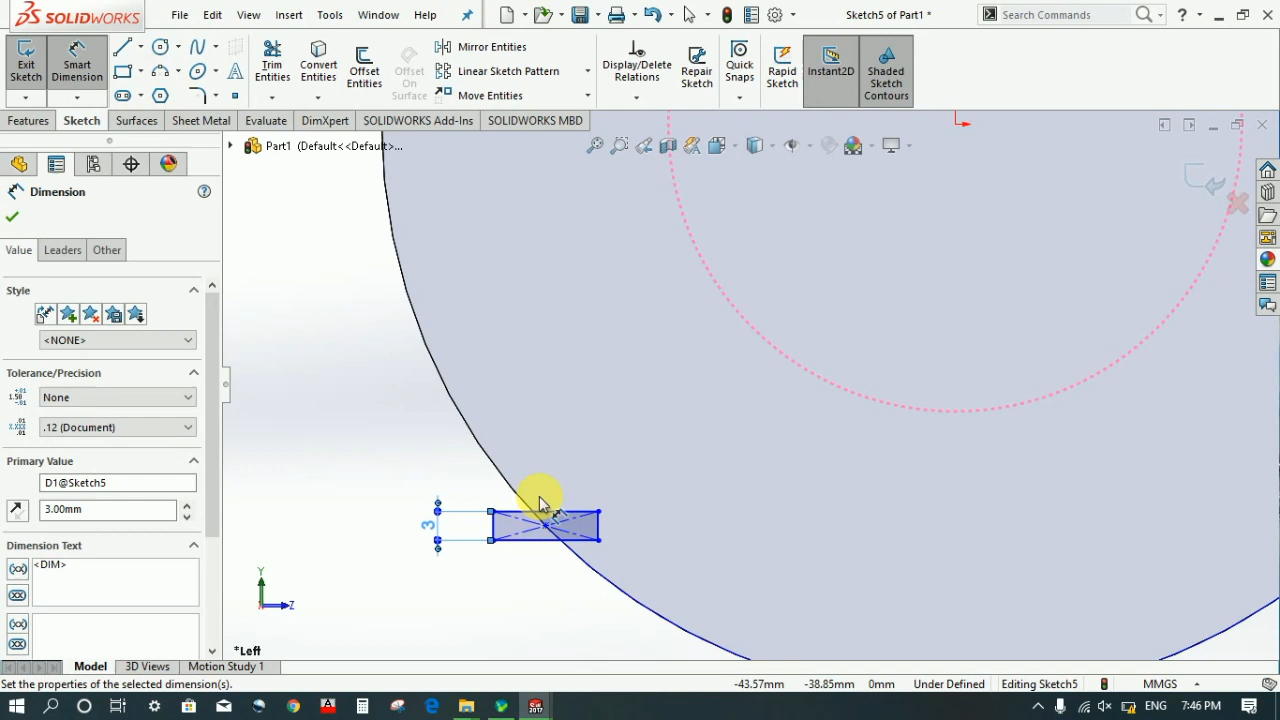 SOLIDWORKS
File
Edit
View
Insert
Tools
Window
Help
Sketch5 of Part1 *
Search Commands
?
Exit Sketch
Smart Dimension
Trim Entities
Convert Entities
Offset Entities
Offset On Surface
Mirror Entities
Linear Sketch Pattern
Move Entities
Display/Delete Relations
Repair Sketch
Quick Snaps
Rapid Sketch
Instant2D
Shaded Sketch Contours
Features
Sketch
Surfaces
Sheet Metal
Evaluate
DimXpert
SOLIDWORKS Add-Ins
SOLIDWORKS MBD
Part1 (Default<<Default>...
Dimension
Value
Leaders
Other
Style
<NONE>
Tolerance/Precision
None
.12 (Document)
Primary Value
D1@Sketch5
3.00mm
Dimension Text
<DIM>
3
Y
Z
*Left
Model
3D Views
Motion Study 1
Set the properties of the selected dimension(s).
-43.57mm
-38.85mm
0mm
Under Defined
Editing Sketch5
MMGS
7:46 PM